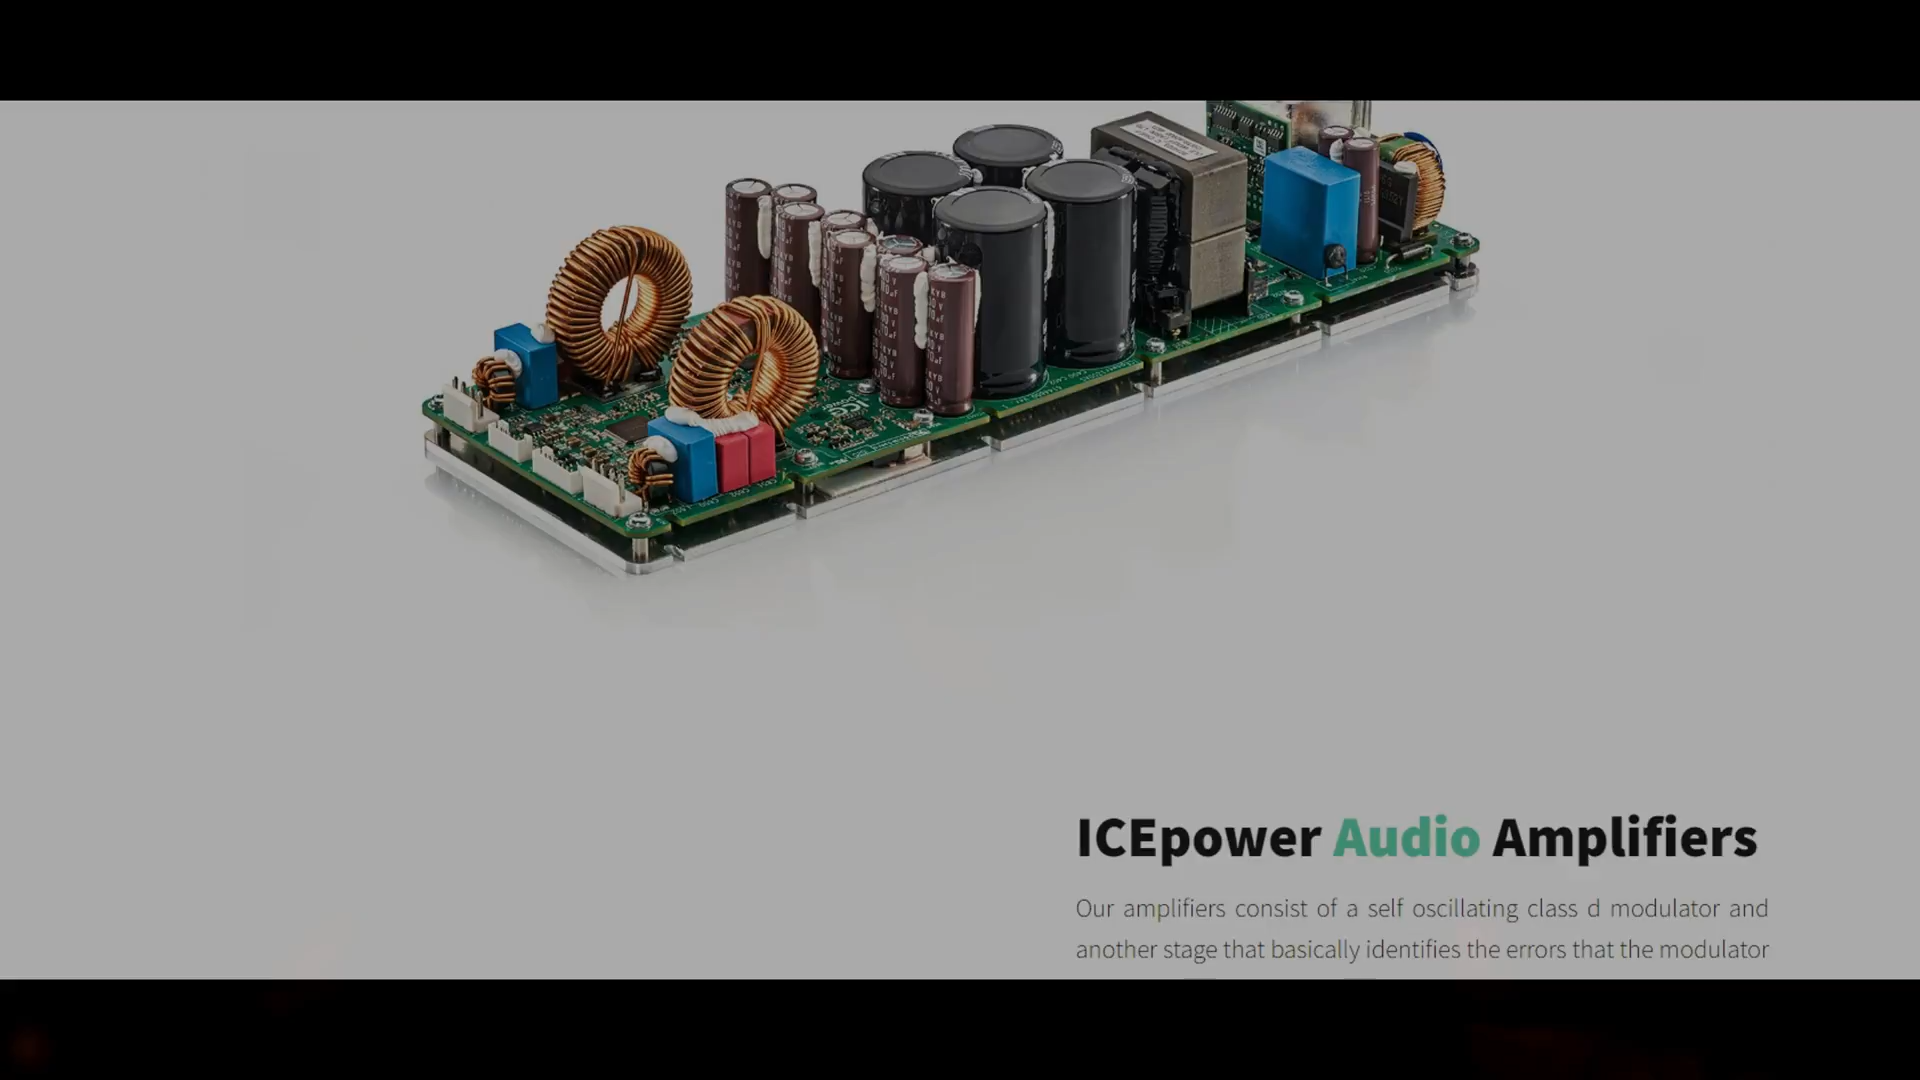 ICEpower Audio Amplifiers
Our amplifiers consist of a self oscillating class d modulator and
another stage that basically identifies the errors that the modulator